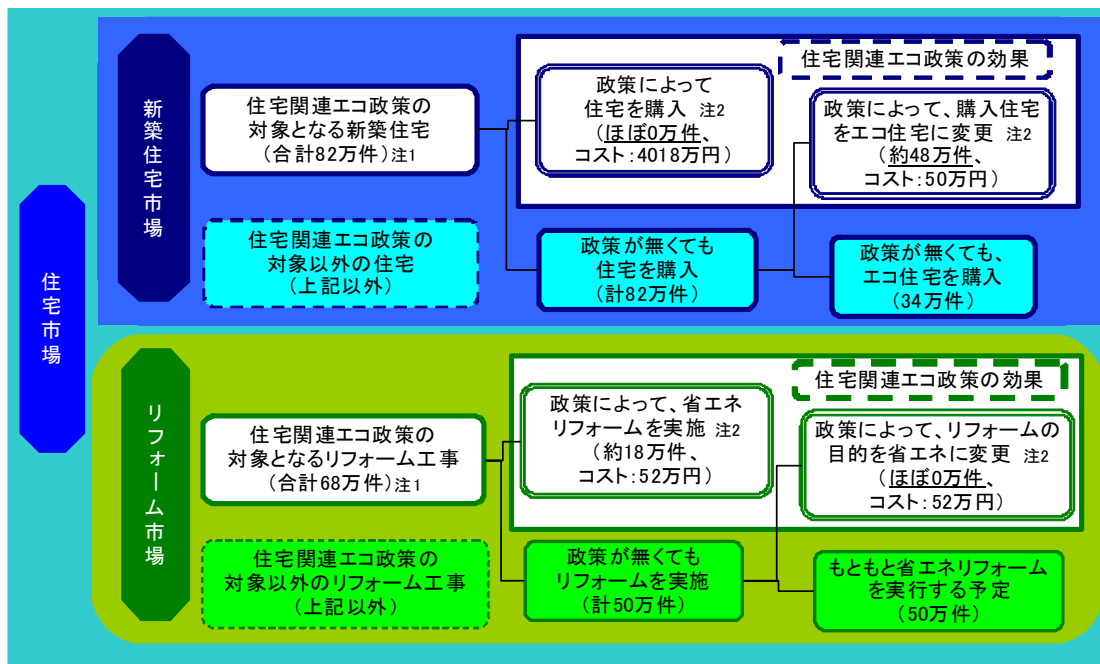 住宅市場
新築住宅市場
住宅関連エコ政策の
対象となる新築住宅
(合計82万件)注1
住宅関連エコ政策の
対象以外の住宅
(上記以外)
住宅関連エコ政策の効果
政策によって
住宅を購入 注2
(ほぼ0万件、
コスト:4018万円)
政策によって、購入住宅
をエコ住宅に変更 注2
(約48万件、
コスト:50万円)
政策が無くても
住宅を購入
(計82万件)
政策が無くても、
エコ住宅を購入
(34万件)
リフォーム市場
住宅関連エコ政策の
対象となるリフォーム工事
(合計68万件)注1
住宅関連エコ政策の
対象以外のリフォーム工事
(上記以外)
住宅関連エコ政策の効果
政策によって、省エネ
リフォームを実施 注2
(約18万件、
コスト:52万円)
政策によって、リフォームの
目的を省エネに変更 注2
(ほぼ0万件、
コスト:52万円)
政策が無くても
リフォームを実施
(計50万件)
もともと省エネリフォーム
を実行する予定
(50万件)